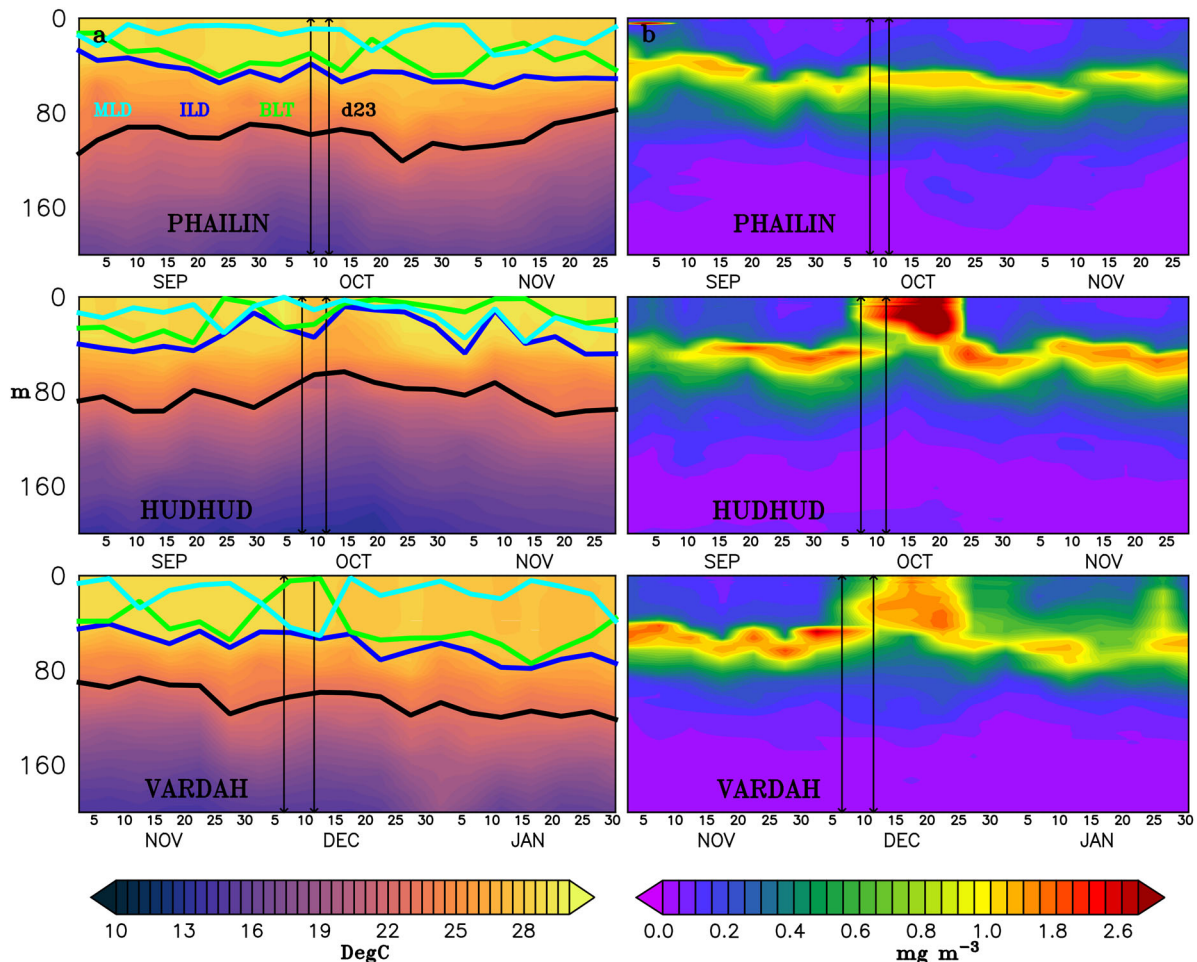 0
a
b
MLD ILD BLT d23
80
160
PHAILIN
PHAILIN
5 10 15 20 25 30 5 10 15 20 25 5 10 15 20 25
SEP OCT NOV
5 10 15 20 25 30 5 10 15 20 25 5 10 15 20 25
SEP OCT NOV
0
m
80
160
HUDHUD
HUDHUD
5 10 15 20 25 30 5 10 15 20 25 5 10 15 20 25
SEP OCT NOV
5 10 15 20 25 30 5 10 15 20 25 5 10 15 20 25
SEP OCT NOV
0
80
160
VARDAH
VARDAH
5 10 15 20 25 30 5 10 15 20 25 30 5 10 15 20 25 30
NOV DEC JAN
5 10 15 20 25 30 5 10 15 20 25 30 5 10 15 20 25 30
NOV DEC JAN
10 13 16 19 22 25 28
DegC
0.0 0.2 0.4 0.6 0.8 1.0 1.8 2.6
mg m⁻³